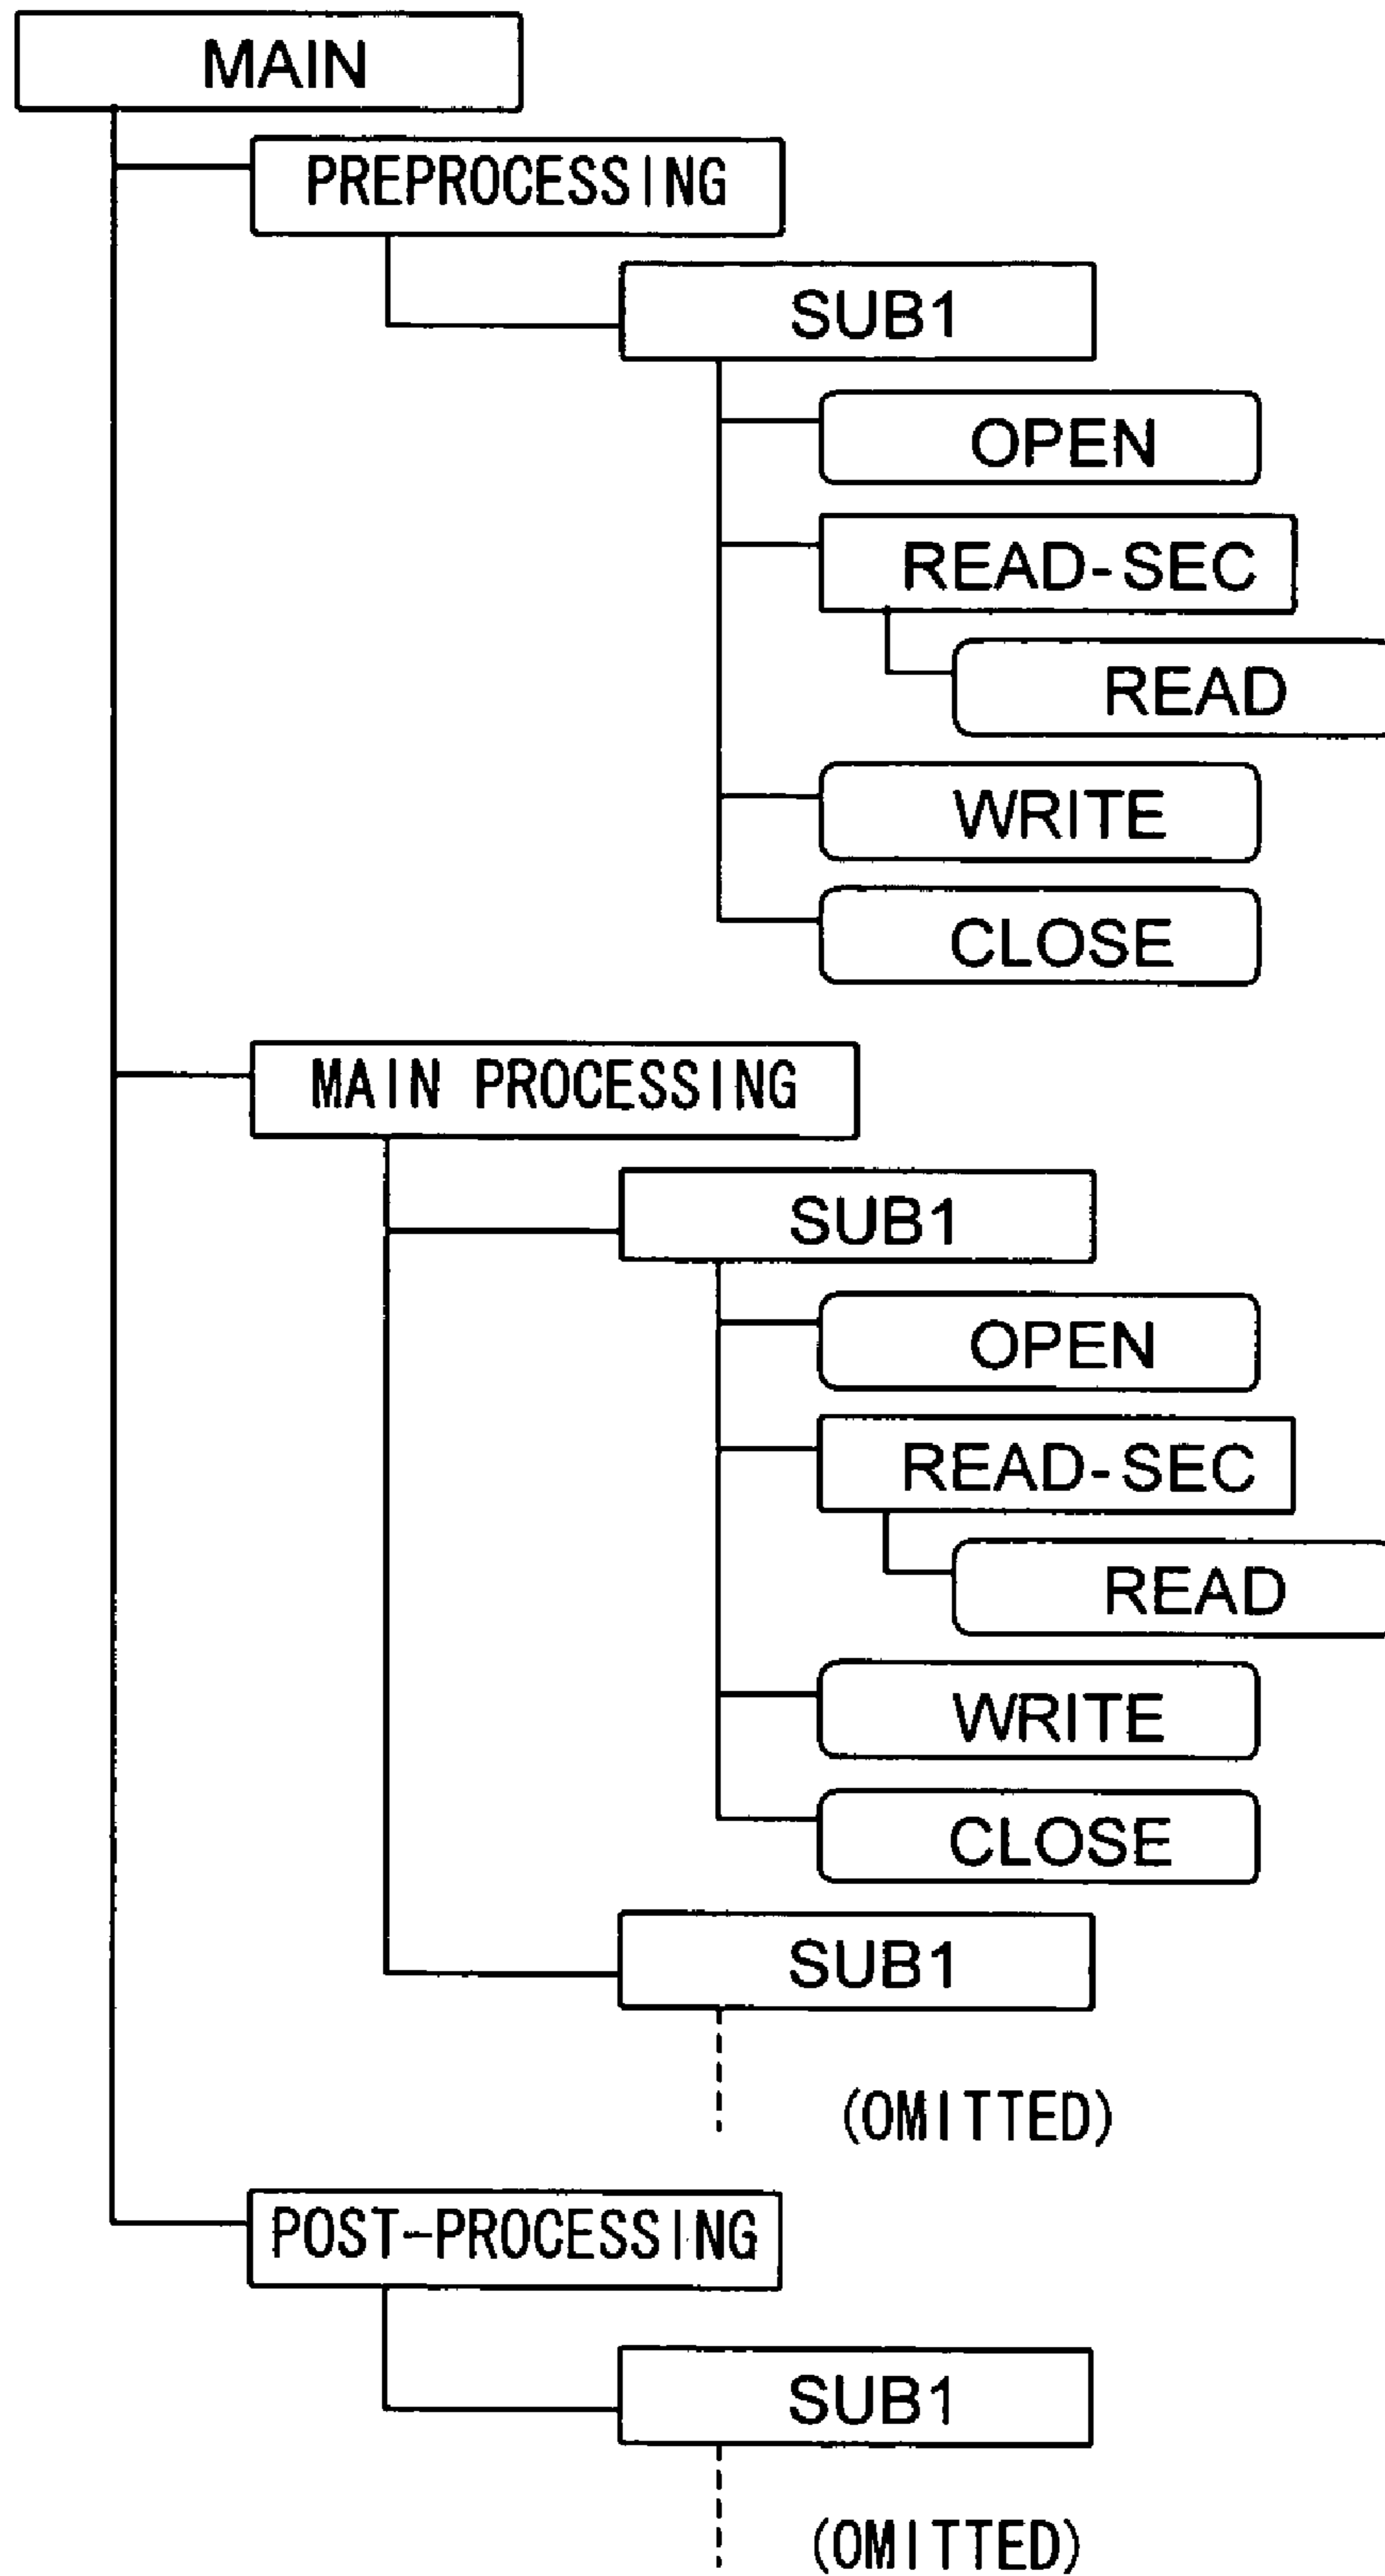 MAIN
PREPROCESSING
SUB1
OPEN
READ-SEC
READ
WRITE
CLOSE
MAIN PROCESSING
SUB1
OPEN
READ-SEC
READ
WRITE
CLOSE
SUB1
(OMITTED)
POST-PROCESSING
SUB1
(OMITTED)